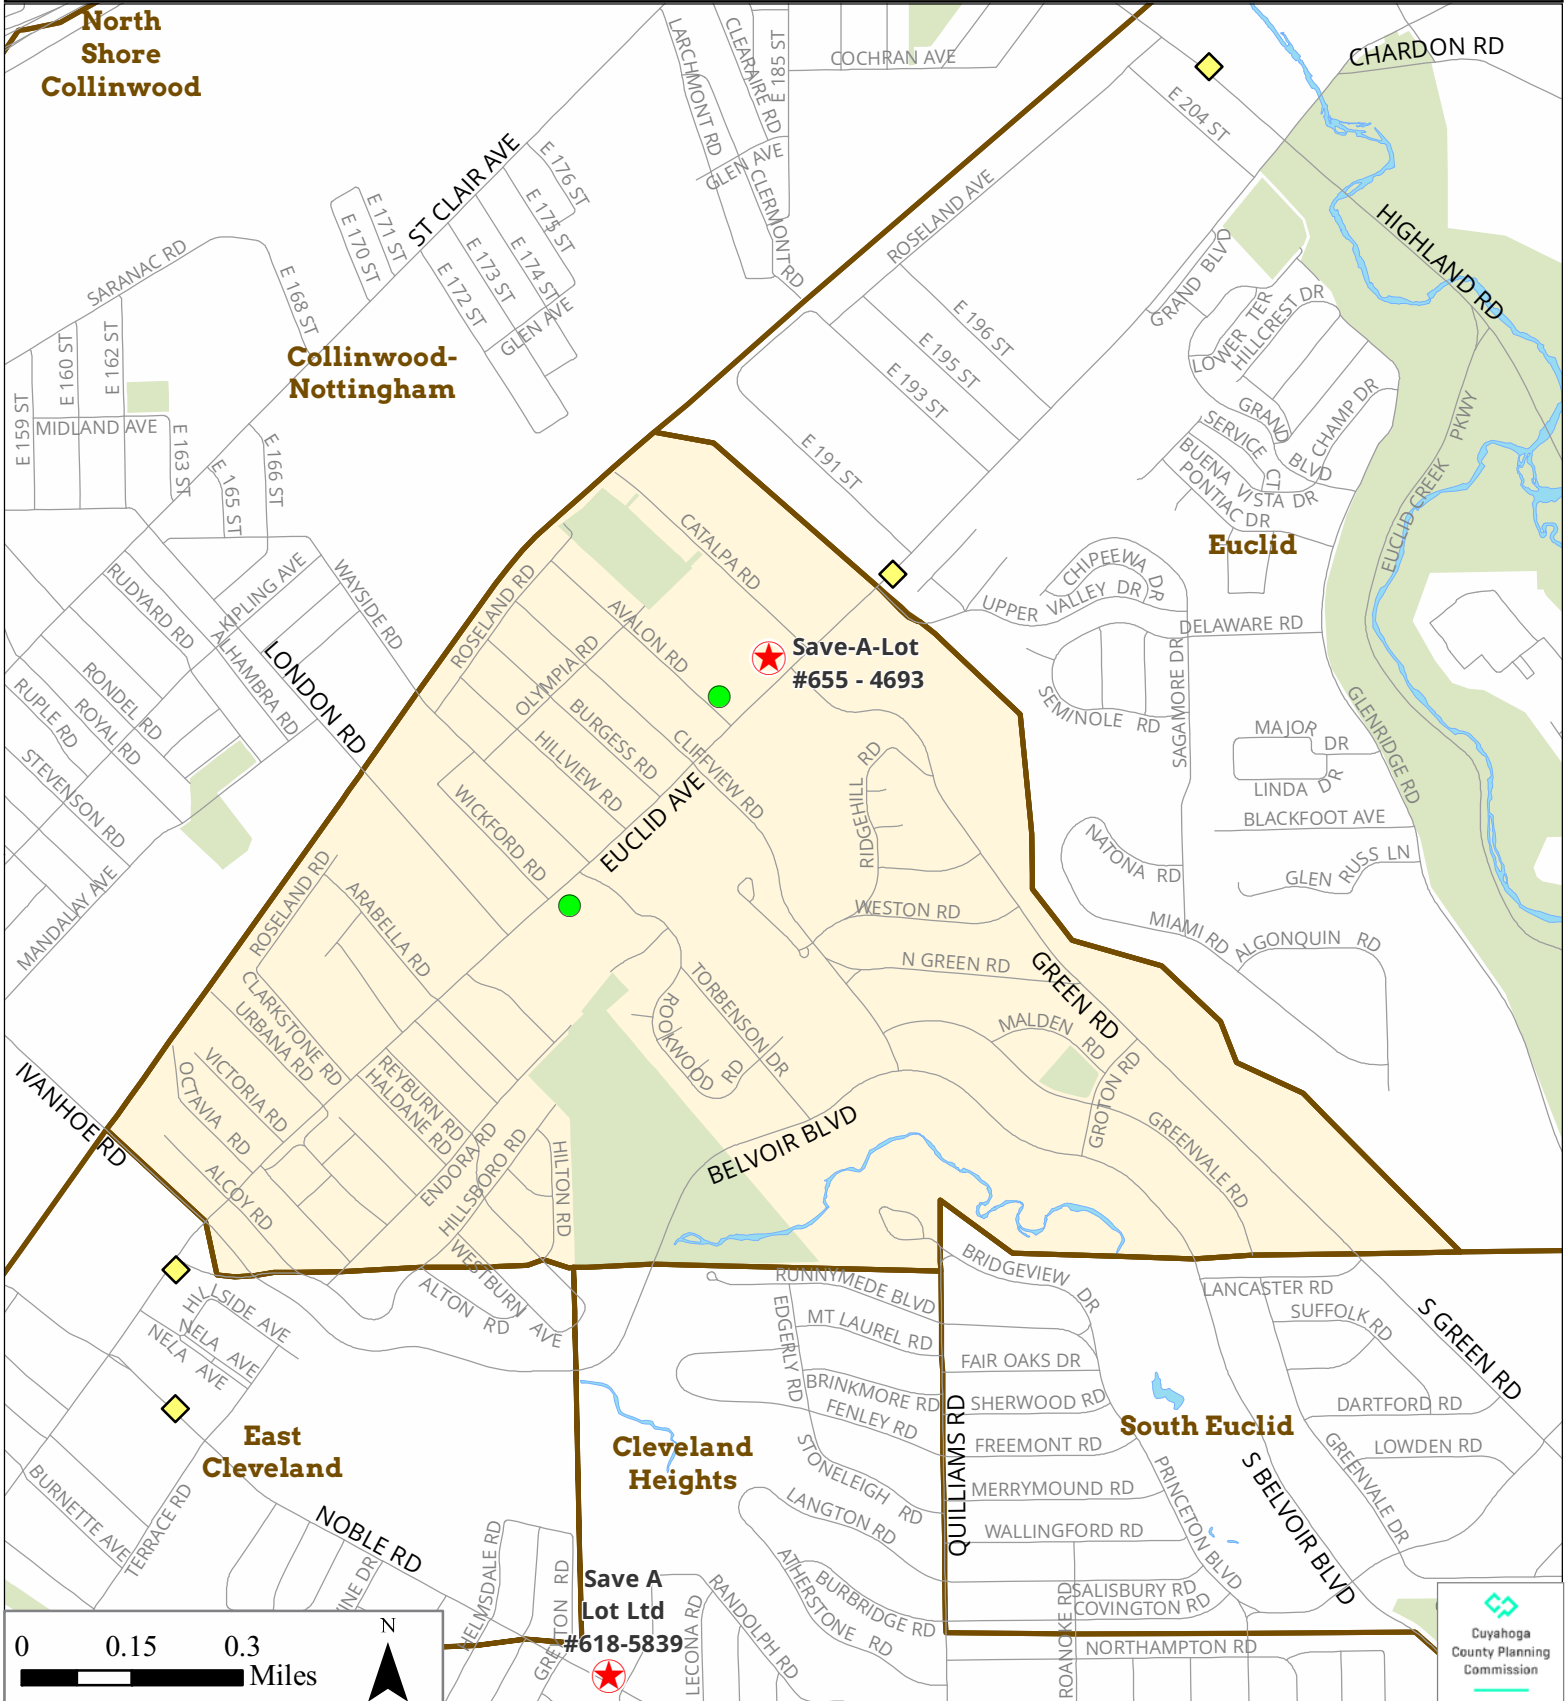 North
Shore
Collinwood
LARCHMONT RD
CLEARAIRE RD
E 185 ST
COCHRAN AVE
CHARDON RD
E 204 ST
ST CLAIR AVE
E 176 ST
E 175 ST
E 174 ST
E 173 ST
E 172 ST
E 171 ST
E 170 ST
GLEN AVE
CLERMONT RD
GLEN AVE
ROSELAND AVE
HIGHLAND RD
SARANAC RD
E 168 ST
GRAND BLVD
E 196 ST
E 195 ST
E 193 ST
E 191 ST
LOWER TER
HILLCREST DR
E 159 ST
E 160 ST
E 162 ST
MIDLAND AVE
E 163 ST
E 165 ST
E 166 ST
Collinwood-
Nottingham
GRAND
BLVD
CHAMP DR
SERVICE CT
BUENA VISTA DR
PONTIAC DR
EUCLID CREEK
PKWY
Euclid
CATALPA RD
CHIPEEWA DR
UPPER VALLEY DR
DELAWARE RD
RUDYARD RD
KIPLING AVE
WAYSIDE RD
ALHAMBRA RD
LONDON RD
RONDEL RD
ROYAL RD
RUPLE RD
STEVENSON RD
MANDALAY AVE
ROSELAND RD
AVALON RD
OLYMPIA RD
Save-A-Lot
#655 - 4693
SEMINOLE RD
SAGAMORE DR
MAJOR DR
LINDA DR
GLENRIDGE RD
BLACKFOOT AVE
BURGESS RD
HILLVIEW RD
CLIFFVIEW RD
WICKFORD RD
EUCLID AVE
RIDGEHILL RD
NATONA RD
GLEN RUSS LN
MIAMI RD
ALGONQUIN RD
ROSELAND RD
ARABELLA RD
WESTON RD
N GREEN RD
GREEN RD
MALDEN RD
GROTON RD
GREENVALE RD
CLARKSTONE RD
URBANA RD
VICTORIA RD
OCTAVIA RD
ALCOY RD
REYBURN RD
HALDANE RD
ENDORA RD
HILLSBORO RD
HILTON RD
TORBENSON DR
ROOKWOOD RD
BELVOIR BLVD
IVANHOE RD
WESTBURN AVE
ALTON RD
HILLSIDE AVE
NELA AVE
NELA AVE
RUNNYMEDE BLVD
BRIDGEVIEW DR
LANCASTER RD
SUFFOLK RD
S GREEN RD
EDGERLY RD
MT LAUREL RD
FAIR OAKS DR
BRINKMORE RD
SHERWOOD RD
FENLEY RD
DARTFORD RD
East
Cleveland
Cleveland
Heights
South Euclid
QUILLIAMS RD
FREEMONT RD
LOWDEN RD
STONELEIGH RD
MERRYMOUND RD
PRINCETON BLVD
S BELVOIR BLVD
GREENVALE DR
BURNETTE AVE
TERRACE RD
NOBLE RD
LANGTON RD
WALLINGFORD RD
HELMSDALE RD
GREYTON RD
INE DR
Save A
Lot Ltd
#618-5839
LECONA RD
RANDOLPH RD
ATHERSTONE RD
BURBRIDGE RD
SALISBURY RD
COVINGTON RD
ROANOKE RD
NORTHAMPTON RD
0 0.15 0.3
Miles
N
Cuyahoga
County Planning
Commission